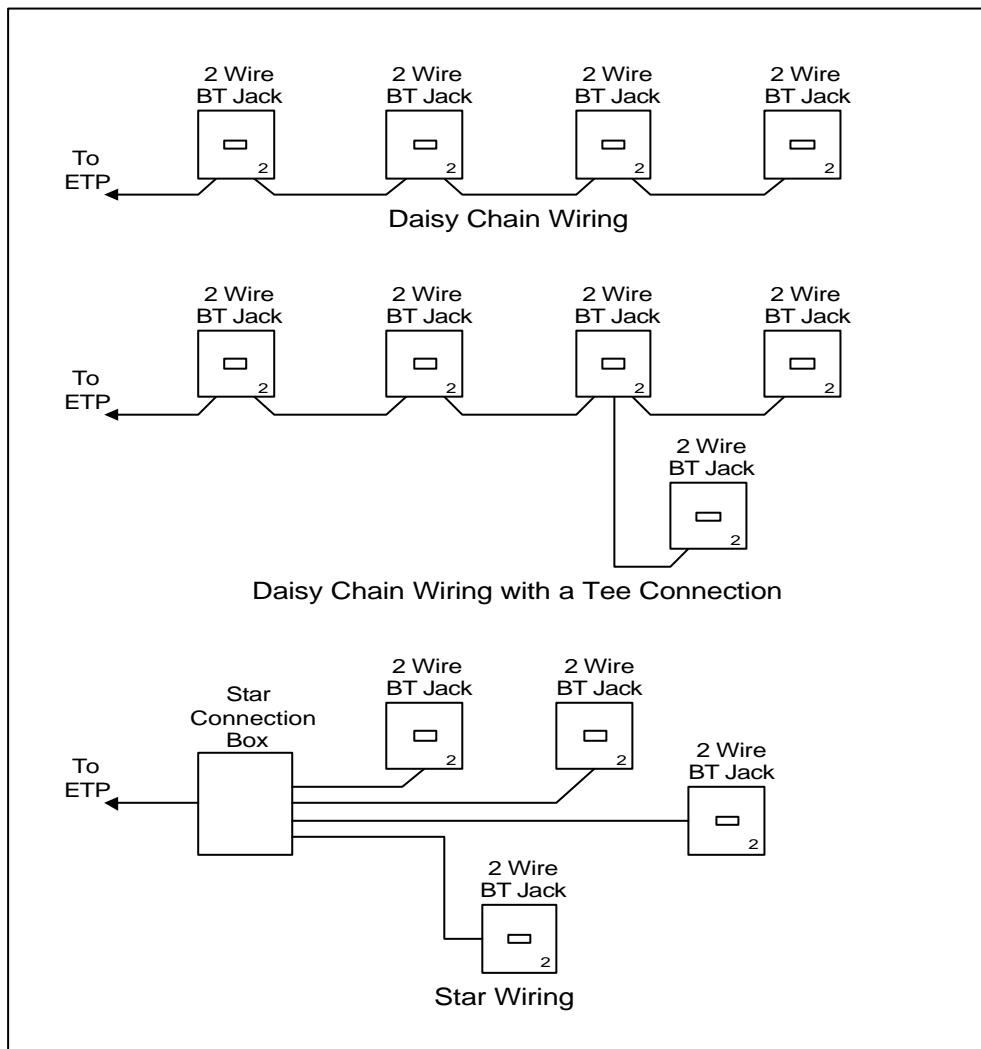 2 Wire
BT Jack
2 Wire
BT Jack
2 Wire
BT Jack
2 Wire
BT Jack
2
2
2
2
To
ETP
Daisy Chain Wiring
2 Wire
BT Jack
2 Wire
BT Jack
2 Wire
BT Jack
2 Wire
BT Jack
2
2
2
2
To
ETP
2 Wire
BT Jack
2
Daisy Chain Wiring with a Tee Connection
2 Wire
BT Jack
2
2 Wire
BT Jack
2
Star
Connection
Box
To
ETP
2 Wire
BT Jack
2
2 Wire
BT Jack
2
Star Wiring